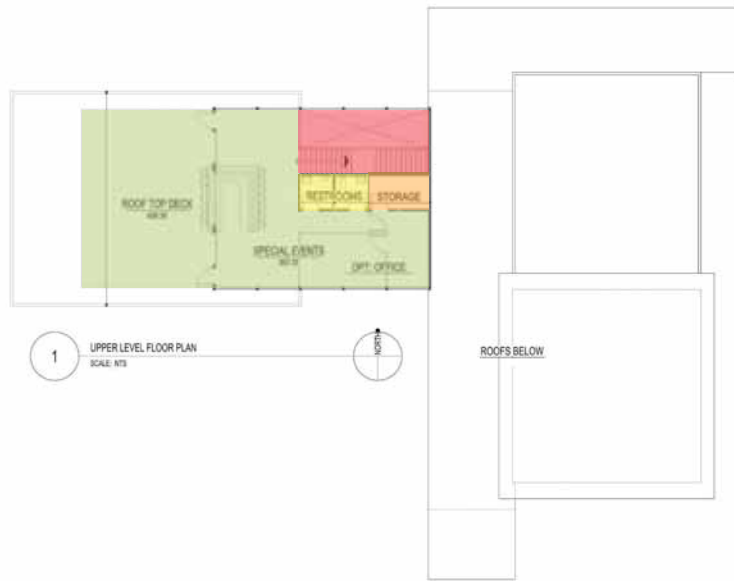 ROOF TOP DECK
RESTROOMS
STORAGE
SPECIAL EVENTS
OPT. OFFICE
1
UPPER LEVEL FLOOR PLAN
SCALE: NTS
NORTH
ROOFS BELOW